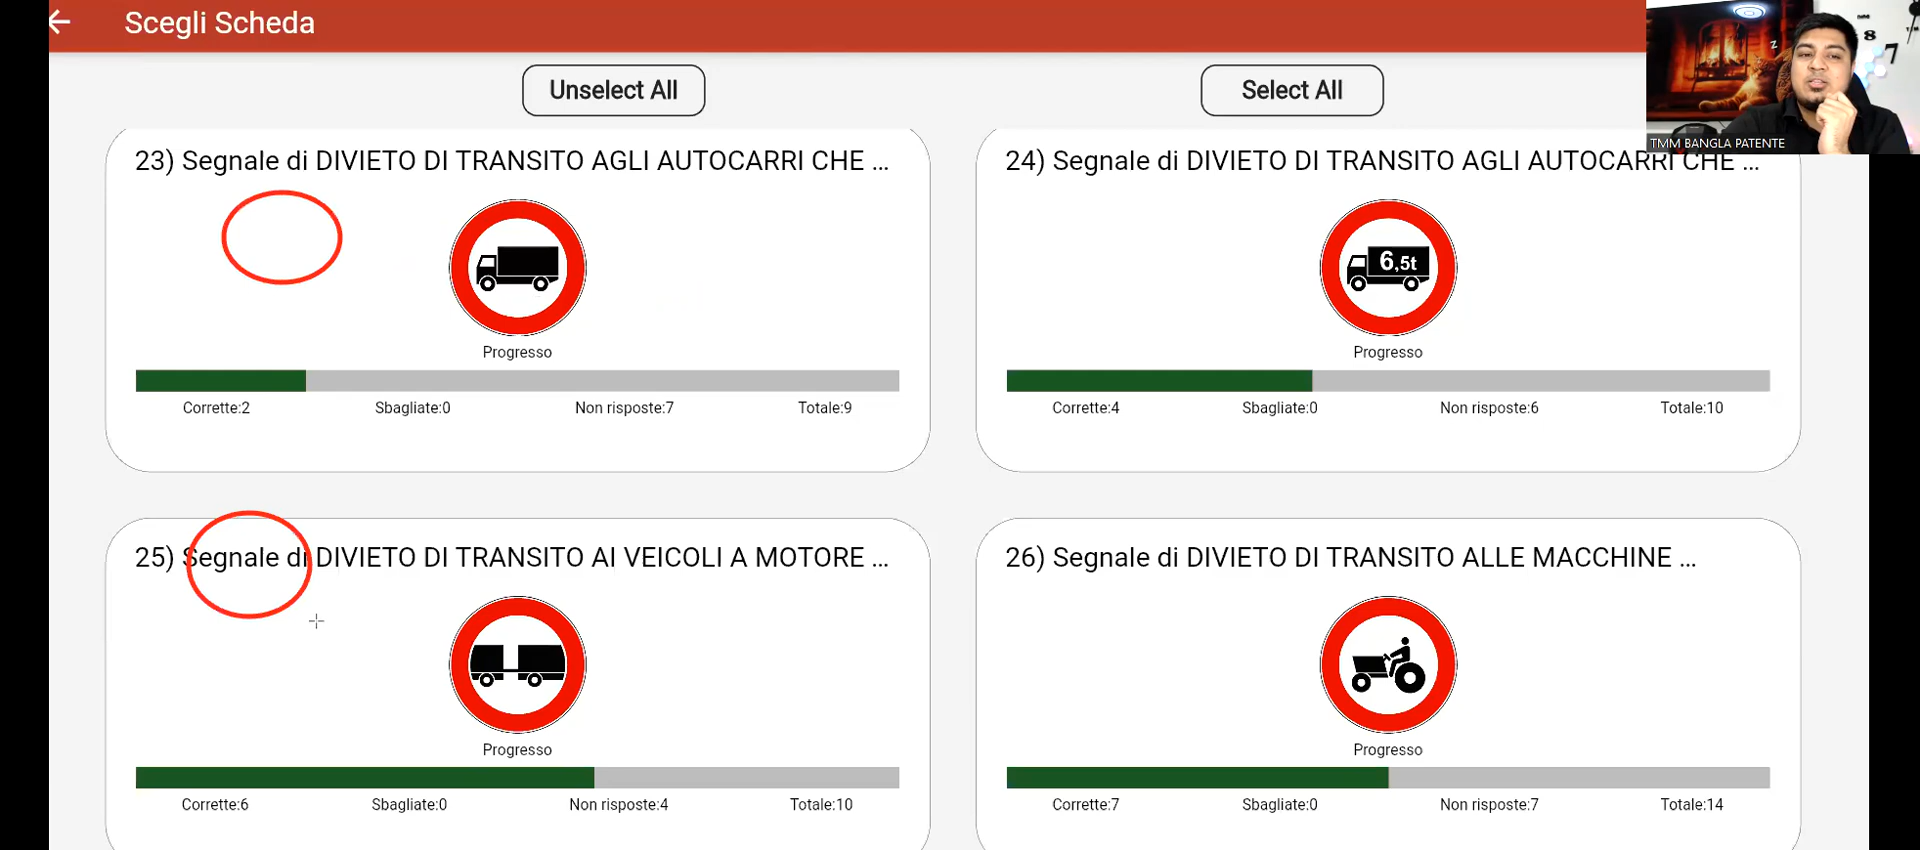 Scegli Scheda
Unselect All
Select All
TMM BANGLA PATENTE
23) Segnale di DIVIETO DI TRANSITO AGLI AUTOCARRI CHE ...
Progresso
Corrette:2 Sbagliate:0 Non risposte:7 Totale:9
24) Segnale di DIVIETO DI TRANSITO AGLI AUTOCARRI CHE ...
6,5t
Progresso
Corrette:4 Sbagliate:0 Non risposte:6 Totale:10
25) Segnale di DIVIETO DI TRANSITO AI VEICOLI A MOTORE ...
Progresso
Corrette:6 Sbagliate:0 Non risposte:4 Totale:10
26) Segnale di DIVIETO DI TRANSITO ALLE MACCHINE ...
Progresso
Corrette:7 Sbagliate:0 Non risposte:7 Totale:14
8
7
z